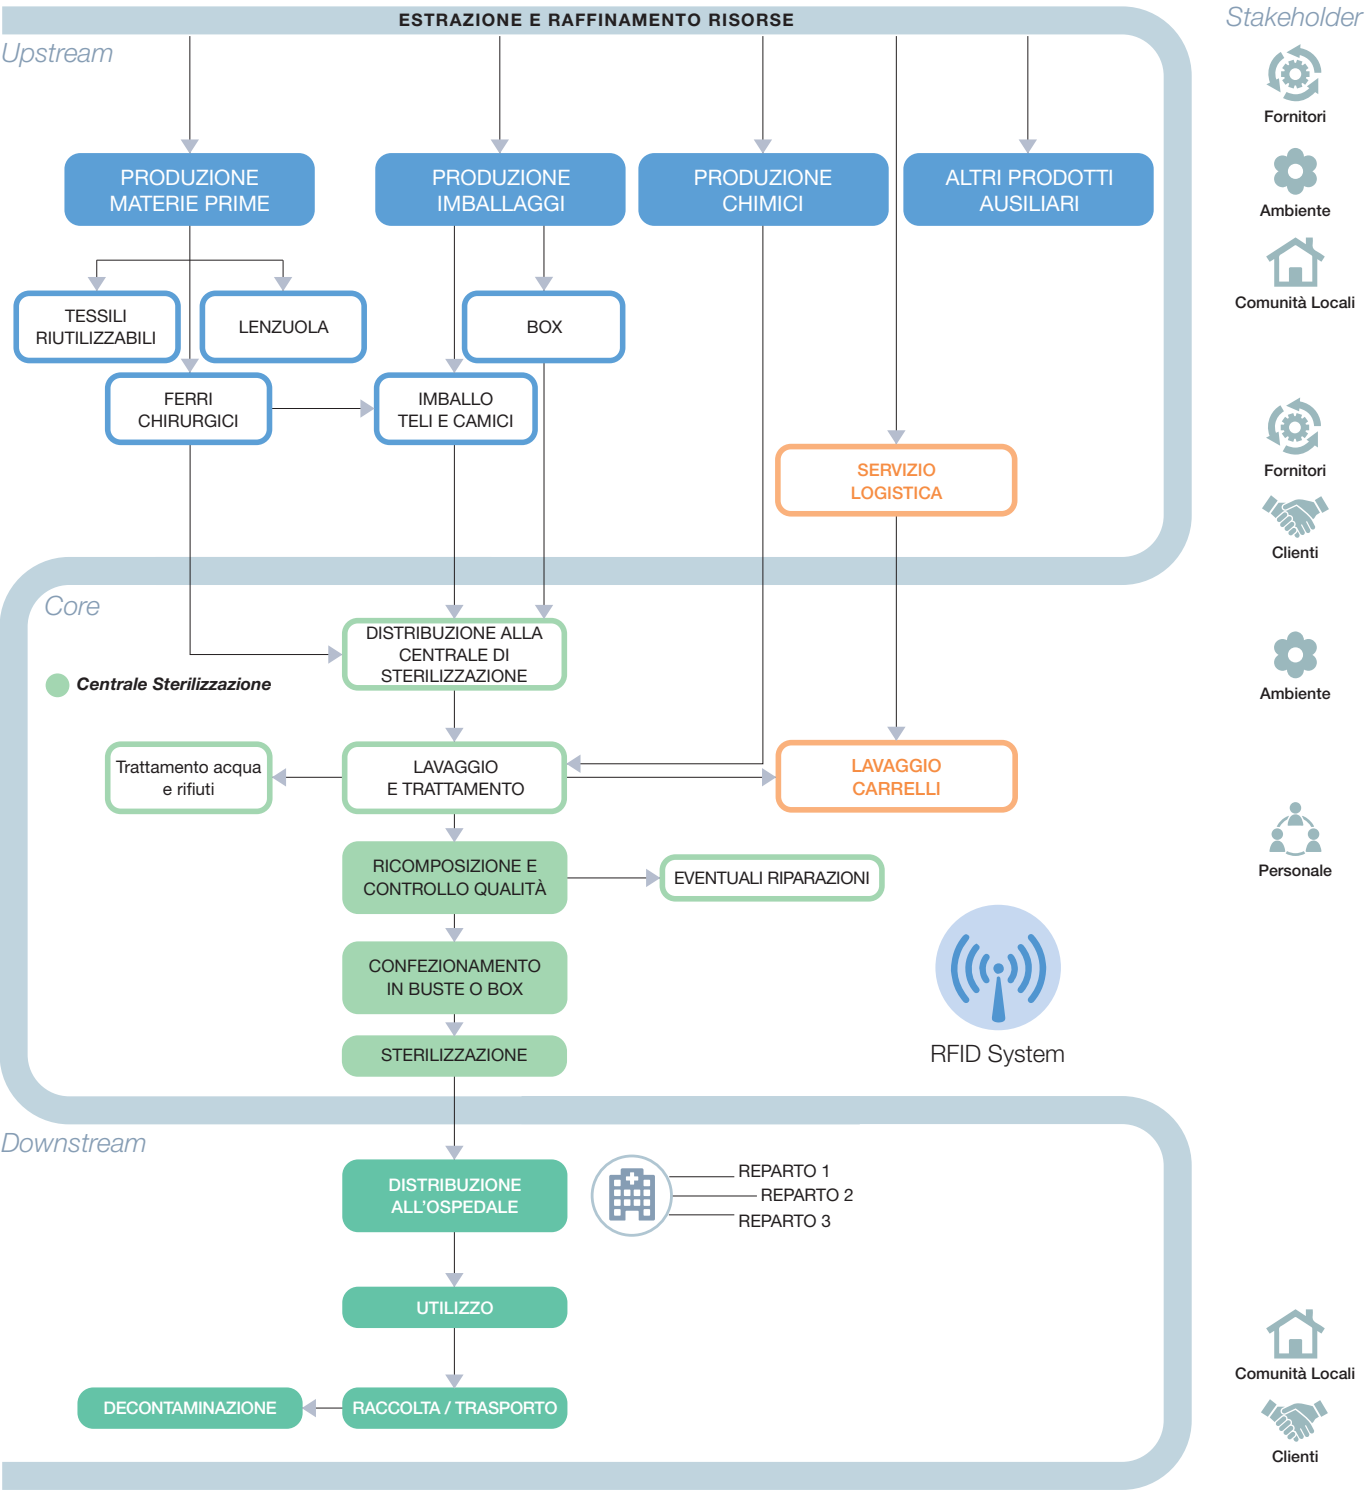 ESTRAZIONE E RAFFINAMENTO RISORSE
Stakeholder
Upstream
Fornitori
PRODUZIONE
MATERIE PRIME
PRODUZIONE
IMBALLAGGI
PRODUZIONE
CHIMICI
ALTRI PRODOTTI
AUSILIARI
Ambiente
Comunità Locali
TESSILI
RIUTILIZZABILI
LENZUOLA
BOX
FERRI
CHIRURGICI
IMBALLO
TELI E CAMICI
SERVIZIO
LOGISTICA
Fornitori
Clienti
Core
DISTRIBUZIONE ALLA
CENTRALE DI
STERILIZZAZIONE
Centrale Sterilizzazione
Ambiente
Trattamento acqua
e rifiuti
LAVAGGIO
E TRATTAMENTO
LAVAGGIO
CARRELLI
RICOMPOSIZIONE E
CONTROLLO QUALITÀ
EVENTUALI RIPARAZIONI
Personale
CONFEZIONAMENTO
IN BUSTE O BOX
STERILIZZAZIONE
RFID System
Downstream
DISTRIBUZIONE
ALL'OSPEDALE
REPARTO 1
REPARTO 2
REPARTO 3
UTILIZZO
Comunità Locali
DECONTAMINAZIONE
RACCOLTA / TRASPORTO
Clienti